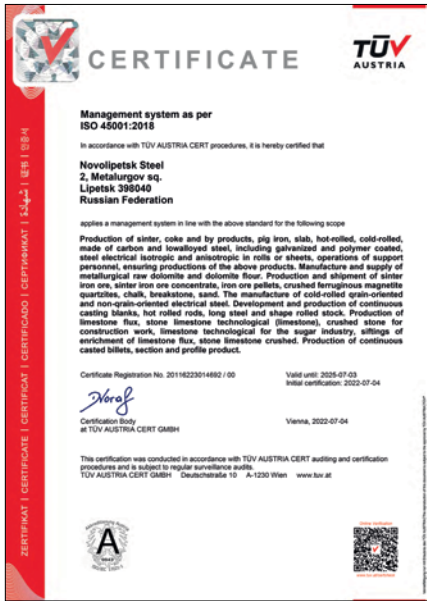 CERTIFICATE
TÜV
AUSTRIA
Management system as per
ISO 45001:2018
In accordance with TÜV AUSTRIA CERT procedures, it is hereby certified that
Novolipetsk Steel
2, Metalurgov sq.
Lipetsk 398040
Russian Federation
applies a management system in line with the above standard for the following scope
Production of sinter, coke and by products, pig iron, slab, hot-rolled, cold-rolled,
made of carbon and lowalloyed steel, including galvanized and polymer coated,
steel electrical isotropic and anisotropic in rolls or sheets, operations of support
personnel, ensuring productions of the above products. Manufacture and supply of
metallurgical raw dolomite and dolomite flour. Production and shipment of sinter
iron ore, sinter iron ore concentrate, iron ore pellets, crushed ferruginous magnetite
quartzites, chalk, breakstone, sand. The manufacture of cold-rolled grain-oriented
and non-grain-oriented electrical steel. Development and production of continuous
casting blanks, hot rolled rods, long steel and shape rolled stock. Production of
limestone flux, stone limestone technological (limestone), crushed stone for
construction work, limestone technological for the sugar industry, siftings of
enrichment of limestone flux, stone limestone crushed. Production of continuous
casted billets, section and profile product.
Certificate Registration No. 20116223014692 / 00
Valid until: 2025-07-03
Initial certification: 2022-07-04
Certification Body
at TÜV AUSTRIA CERT GMBH
Vienna, 2022-07-04
This certification was conducted in accordance with TÜV AUSTRIA CERT auditing and certification
procedures and is subject to regular surveillance audits.
TÜV AUSTRIA CERT GMBH Deutschstraße 10 A-1230 Wien www.tuv.at
ZERTIFIKAT | CERTIFICATE | CERTIFICAT | CERTIFICADO | СЕРТИФИКАТ | شهادة | 证书 | 인증서
A
Online Verification